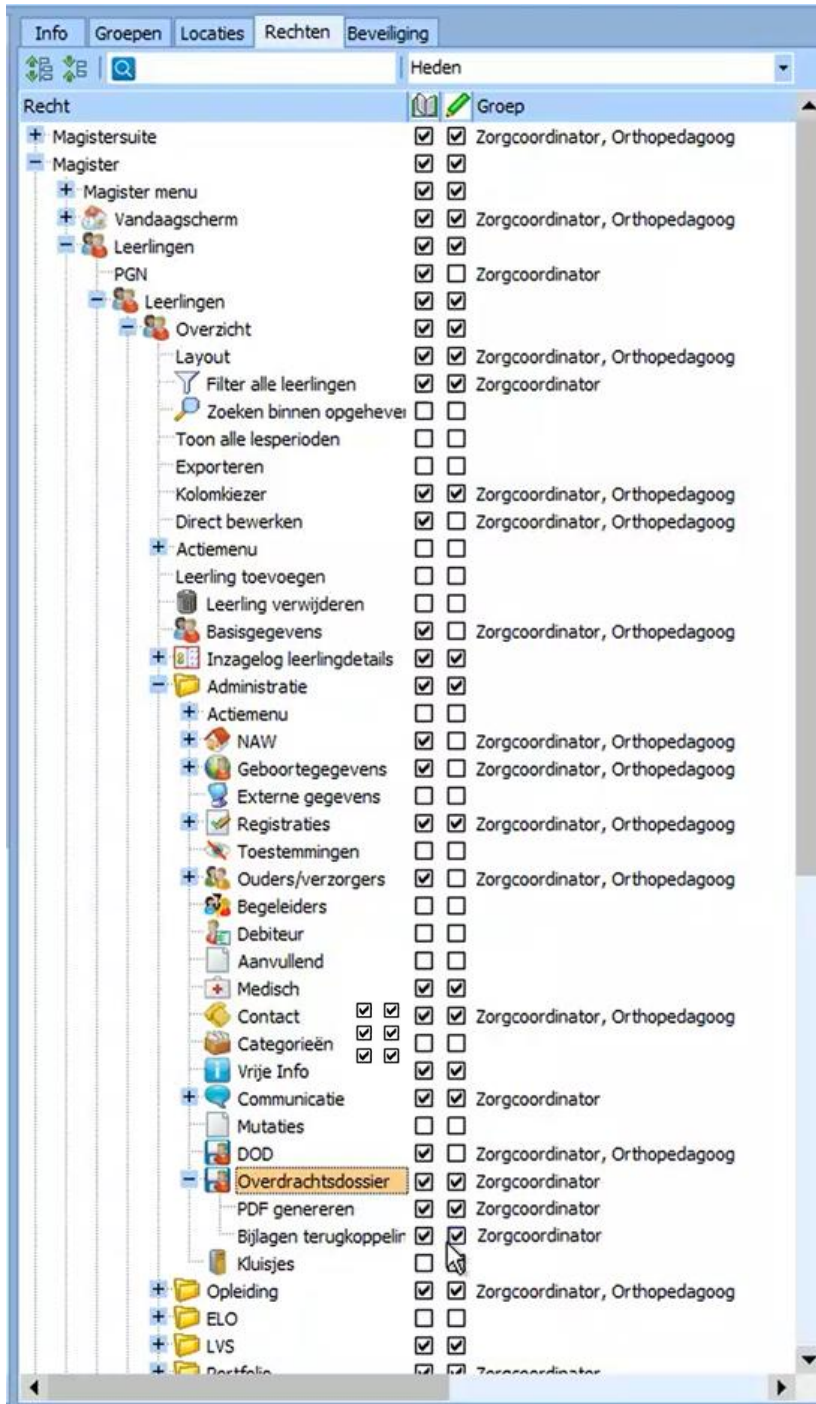 Info Groepen Locaties Rechten Beveiliging
Heden
Recht Groep
Magistersuite Zorgcoordinator, Orthopedagoog
Magister
Magister menu
Vandaagscherm Zorgcoordinator, Orthopedagoog
Leerlingen
PGN Zorgcoordinator
Leerlingen
Overzicht
Layout Zorgcoordinator, Orthopedagoog
Filter alle leerlingen Zorgcoordinator
Zoeken binnen opgeheven
Toon alle lesperioden
Exporteren
Kolomkiezer Zorgcoordinator, Orthopedagoog
Direct bewerken Zorgcoordinator, Orthopedagoog
Actiemenu
Leerling toevoegen
Leerling verwijderen
Basisgegevens Zorgcoordinator, Orthopedagoog
Inzagelog leerlingdetails
Administratie
Actiemenu
NAW Zorgcoordinator, Orthopedagoog
Geboortegegevens Zorgcoordinator, Orthopedagoog
Externe gegevens
Registraties Zorgcoordinator, Orthopedagoog
Toestemmingen
Ouders/verzorgers Zorgcoordinator, Orthopedagoog
Begeleiders
Debiteur
Aanvullend
Medisch
Contact Zorgcoordinator, Orthopedagoog
Categorieën
Vrije Info
Communicatie Zorgcoordinator
Mutaties
DOD Zorgcoordinator, Orthopedagoog
Overdrachtsdossier Zorgcoordinator
PDF genereren Zorgcoordinator
Bijlagen terugkoppelin Zorgcoordinator
Kluisjes
Opleiding Zorgcoordinator, Orthopedagoog
ELO
LVS
Portfolio Zorgcoordinator